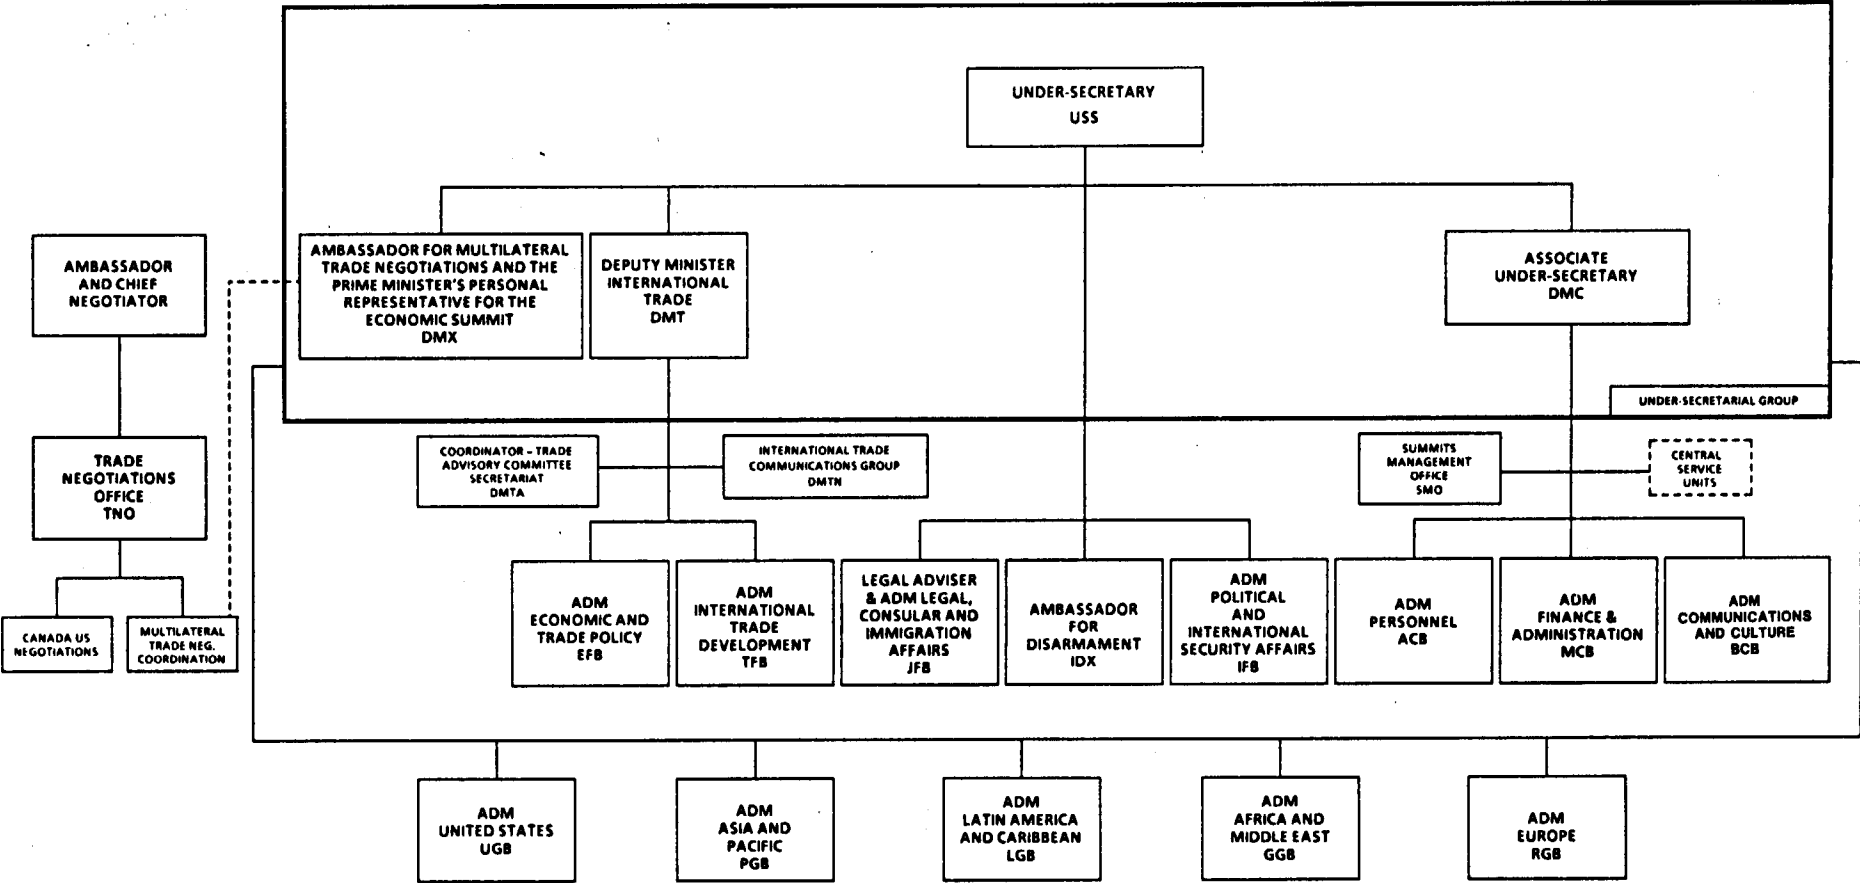 UNDER-SECRETARY
USS
AMBASSADOR
AND CHIEF
NEGOTIATOR
AMBASSADOR FOR MULTILATERAL
TRADE NEGOTIATIONS AND THE
PRIME MINISTER'S PERSONAL
REPRESENTATIVE FOR THE
ECONOMIC SUMMIT
DMX
DEPUTY MINISTER
INTERNATIONAL
TRADE
DMT
ASSOCIATE
UNDER-SECRETARY
DMC
UNDER-SECRETARIAL GROUP
TRADE
NEGOTIATIONS
OFFICE
TNO
COORDINATOR – TRADE
ADVISORY COMMITTEE
SECRETARIAT
DMTA
INTERNATIONAL TRADE
COMMUNICATIONS GROUP
DMTN
SUMMITS
MANAGEMENT
OFFICE
SMO
CENTRAL
SERVICE
UNITS
CANADA US
NEGOTIATIONS
MULTILATERAL
TRADE NEG.
COORDINATION
ADM
ECONOMIC AND
TRADE POLICY
EFB
ADM
INTERNATIONAL
TRADE
DEVELOPMENT
TFB
LEGAL ADVISER
& ADM LEGAL,
CONSULAR AND
IMMIGRATION
AFFAIRS
JFB
AMBASSADOR
FOR
DISARMAMENT
IDX
ADM
POLITICAL
AND
INTERNATIONAL
SECURITY AFFAIRS
IFB
ADM
PERSONNEL
ACB
ADM
FINANCE &
ADMINISTRATION
MCB
ADM
COMMUNICATIONS
AND CULTURE
BCB
ADM
UNITED STATES
UGB
ADM
ASIA AND
PACIFIC
PGB
ADM
LATIN AMERICA
AND CARIBBEAN
LGB
ADM
AFRICA AND
MIDDLE EAST
GGB
ADM
EUROPE
RGB